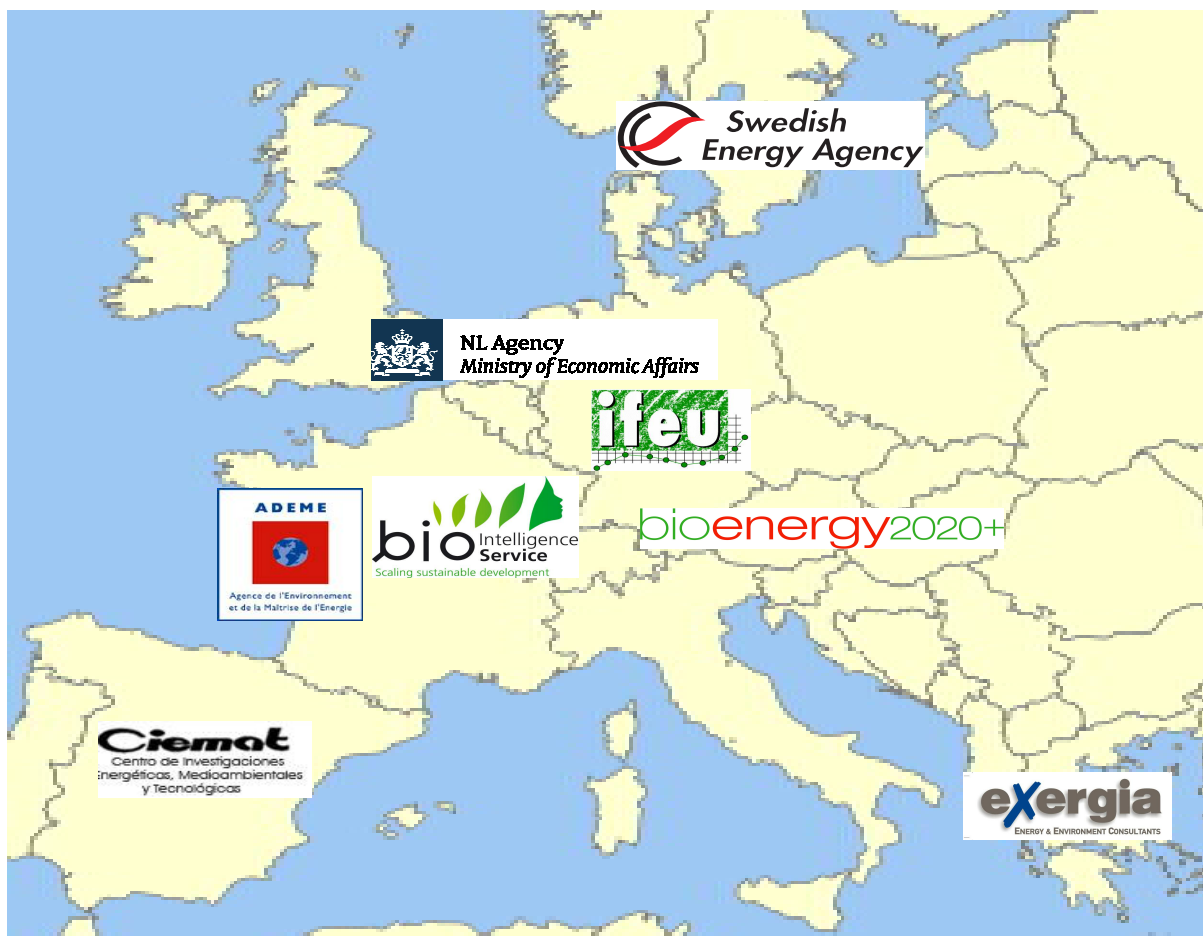 Swedish
Energy Agency
NL Agency
Ministry of Economic Affairs
ifeu
ADEME
Agence de l'Environnement
et de la Maîtrise de l'Energie
bio Intelligence
Service
Scaling sustainable development
bioenergy2020+
Ciemat
Centro de Investigaciones
Energéticas, Medioambientales
y Tecnológicas
eXergia
ENERGY & ENVIRONMENT CONSULTANTS